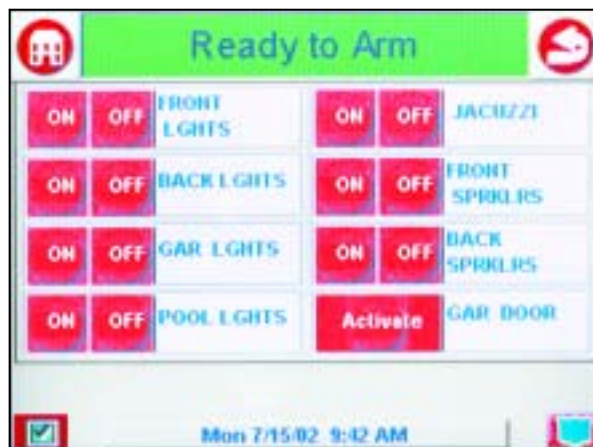 Ready to Arm
ON OFF FRONT LGHTS
ON OFF JACUZZI
ON OFF BACK LGHTS
ON OFF FRONT SPRKLRS
ON OFF GAR LGHTS
ON OFF BACK SPRKLRS
ON OFF POOL LGHTS
Activate GAR DOOR
Mon 7/15/02 9:42 AM